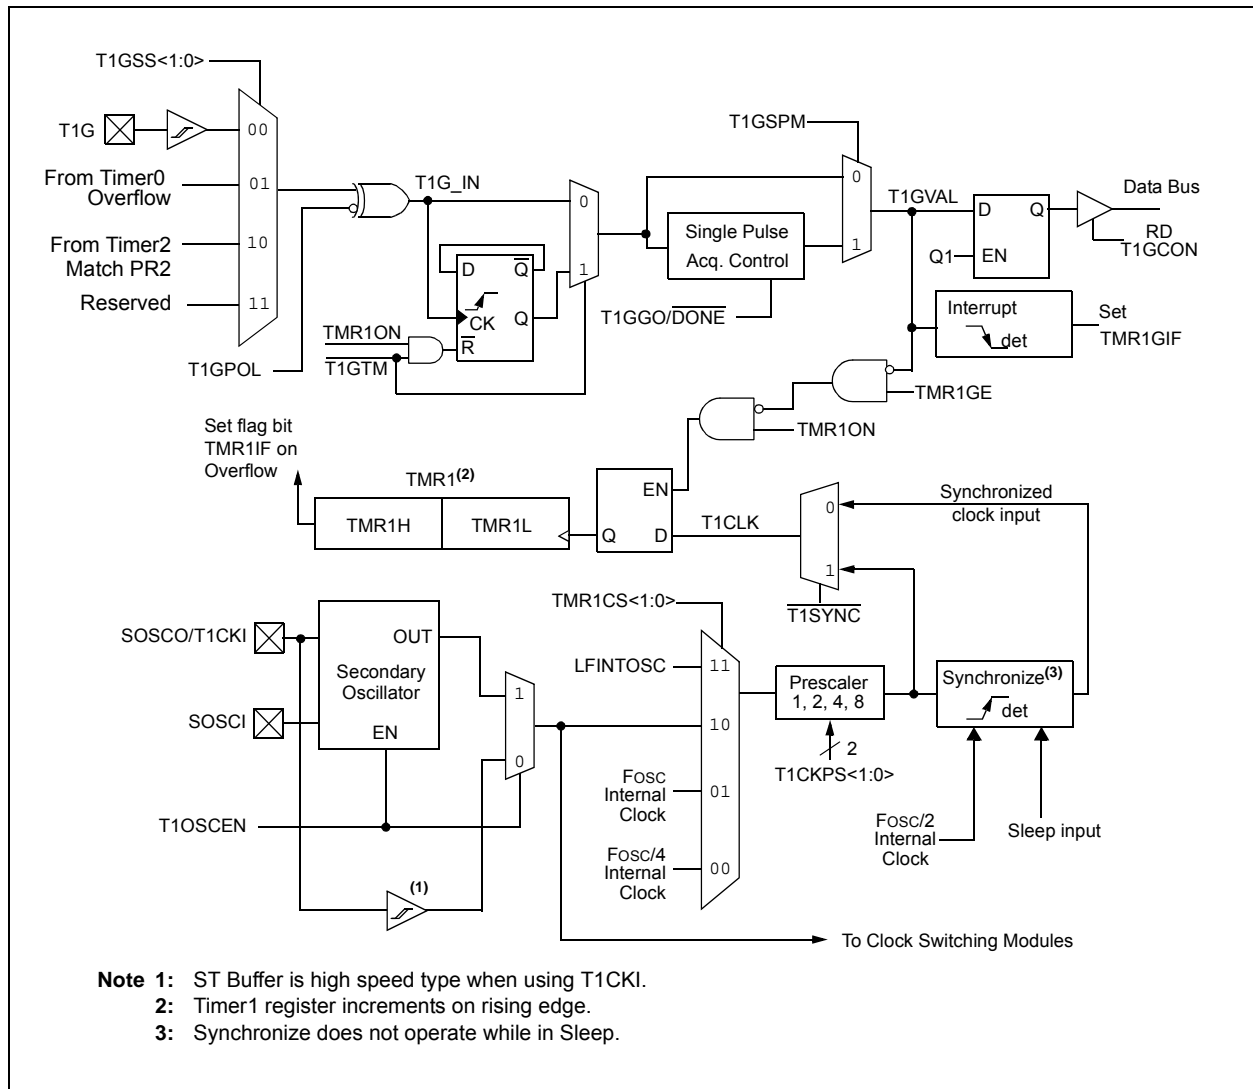 T1GSS<1:0>
T1G
00
From Timer0
Overflow
01
From Timer2
Match PR2
10
Reserved
11
T1GPOL
T1G_IN
D
Q
CK
Q
R
TMR1ON
T1GTM
0
1
T1GSPM
0
1
Single Pulse
Acq. Control
T1GGO/DONE
T1GVAL
D
Q
Q1
EN
Data Bus
RD
T1GCON
Interrupt
det
Set
TMR1GIF
TMR1GE
TMR1ON
Set flag bit
TMR1IF on
Overflow
TMR1(2)
TMR1H
TMR1L
EN
Q
D
T1CLK
0
1
T1SYNC
Synchronized
clock input
SOSCO/T1CKI
SOSCI
OUT
Secondary
Oscillator
EN
T1OSCEN
1
0
(1)
TMR1CS<1:0>
LFINTOSC
11
10
FOSC
Internal
Clock
01
FOSC/4
Internal
Clock
00
Prescaler
1, 2, 4, 8
2
T1CKPS<1:0>
Synchronize(3)
det
FOSC/2
Internal
Clock
Sleep input
To Clock Switching Modules
Note 1: ST Buffer is high speed type when using T1CKI.
2: Timer1 register increments on rising edge.
3: Synchronize does not operate while in Sleep.